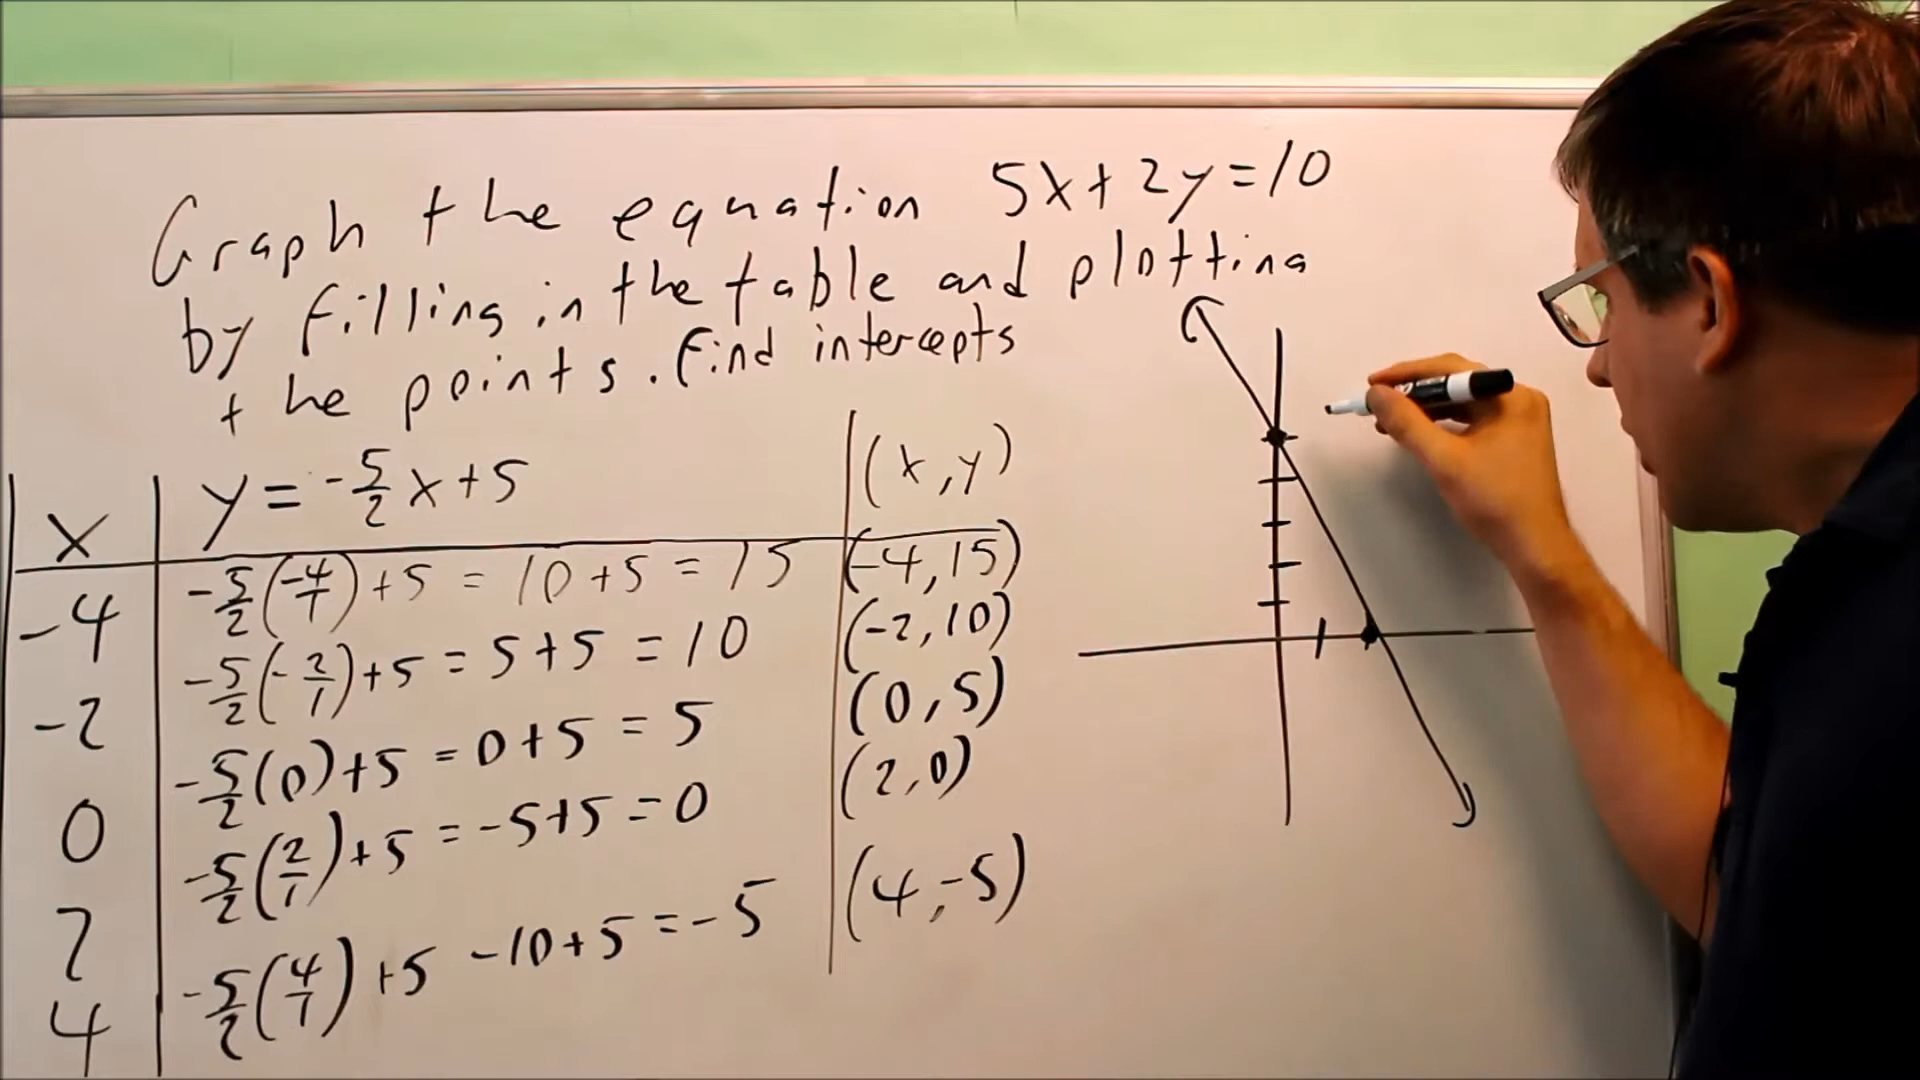 Graph the equation 5x+2y=10
by filling in the table and plotting
the points. Find intercepts
x y = -5/2 x+5 (x,y)
-4 -5/2(-4/1)+5 = 10+5 = 15 (-4,15)
-2 -5/2(-2/1)+5 = 5+5 = 10 (-2,10)
0 -5/2(0)+5 = 0+5 = 5 (0,5)
2 -5/2(2/1)+5 = -5+5 = 0 (2,0)
4 -5/2(4/1)+5 -10+5 = -5 (4,-5)